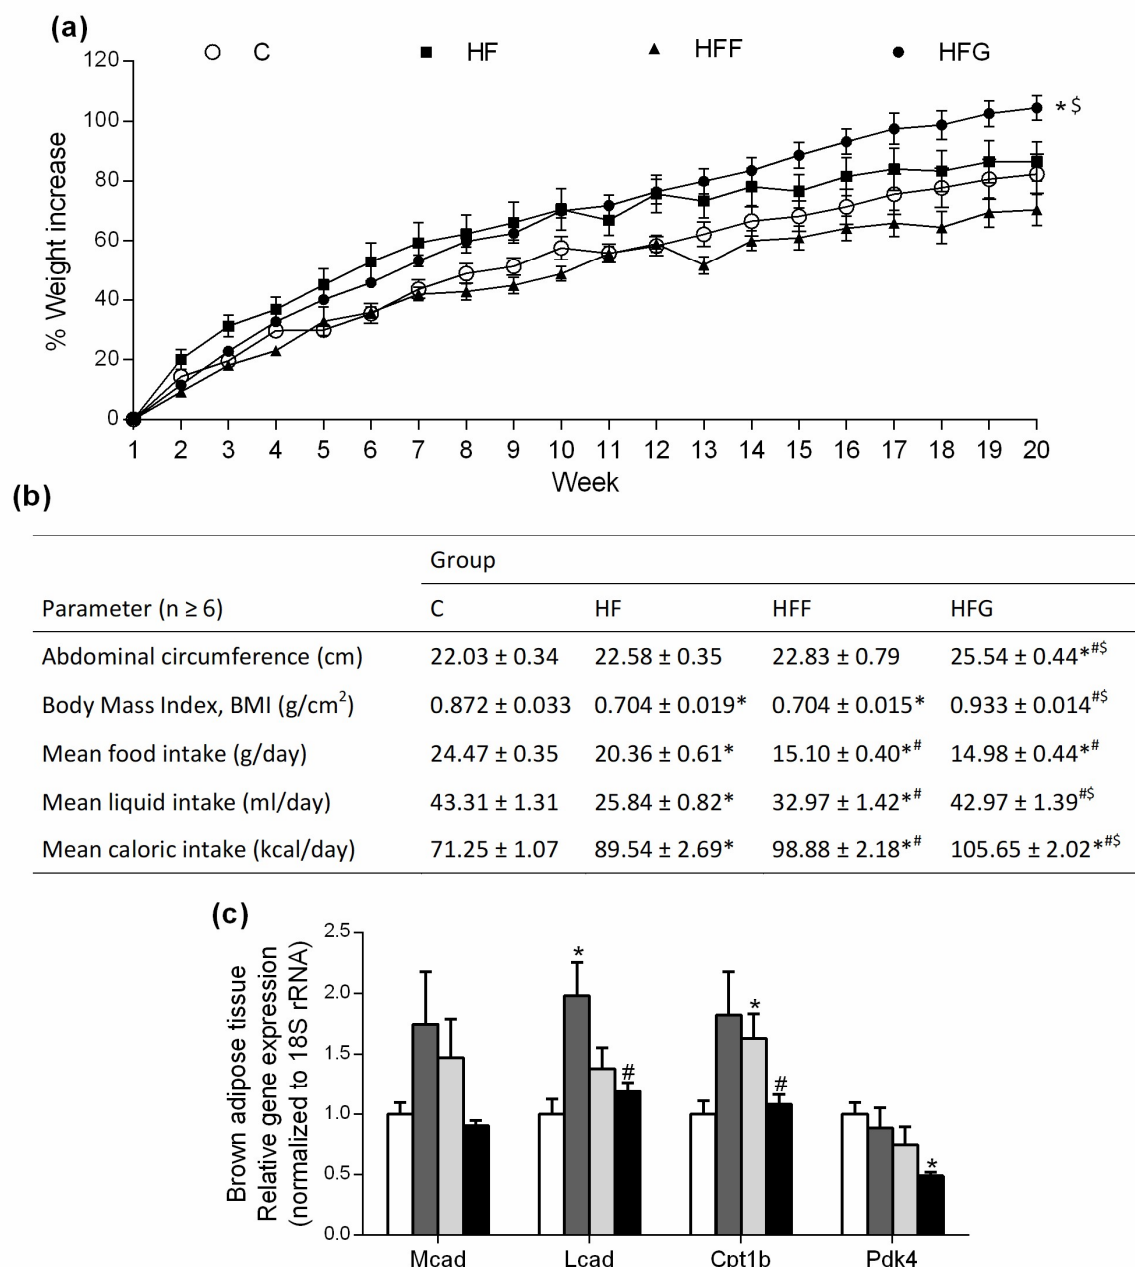 (a)
C HF HFF HFG
120
100
80
60
40
20
0
% Weight increase
* $
1 2 3 4 5 6 7 8 9 10 11 12 13 14 15 16 17 18 19 20
Week
(b)
Group
Parameter (n ≥ 6) C HF HFF HFG
Abdominal circumference (cm) 22.03 ± 0.34 22.58 ± 0.35 22.83 ± 0.79 25.54 ± 0.44*#$
Body Mass Index, BMI (g/cm²) 0.872 ± 0.033 0.704 ± 0.019* 0.704 ± 0.015* 0.933 ± 0.014#$
Mean food intake (g/day) 24.47 ± 0.35 20.36 ± 0.61* 15.10 ± 0.40*# 14.98 ± 0.44*#
Mean liquid intake (ml/day) 43.31 ± 1.31 25.84 ± 0.82* 32.97 ± 1.42*# 42.97 ± 1.39#$
Mean caloric intake (kcal/day) 71.25 ± 1.07 89.54 ± 2.69* 98.88 ± 2.18*# 105.65 ± 2.02*#$
(c)
Brown adipose tissue
Relative gene expression
(normalized to 18S rRNA)
2.5
2.0
1.5
1.0
0.5
0.0
* # * # *
Mcad Lcad Cpt1b Pdk4